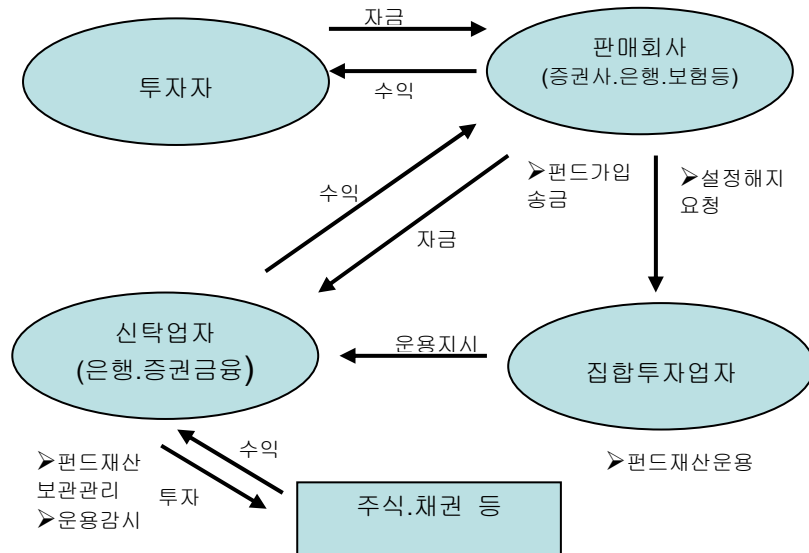 자금
투자자
판매회사
(증권사.은행.보험등)
수익
➢펀드가입
송금
➢설정해지
요청
수익
자금
신탁업자
(은행.증권금융)
운용지시
집합투자업자
➢펀드재산
보관관리
➢운용감시
수익
투자
➢펀드재산운용
주식.채권 등